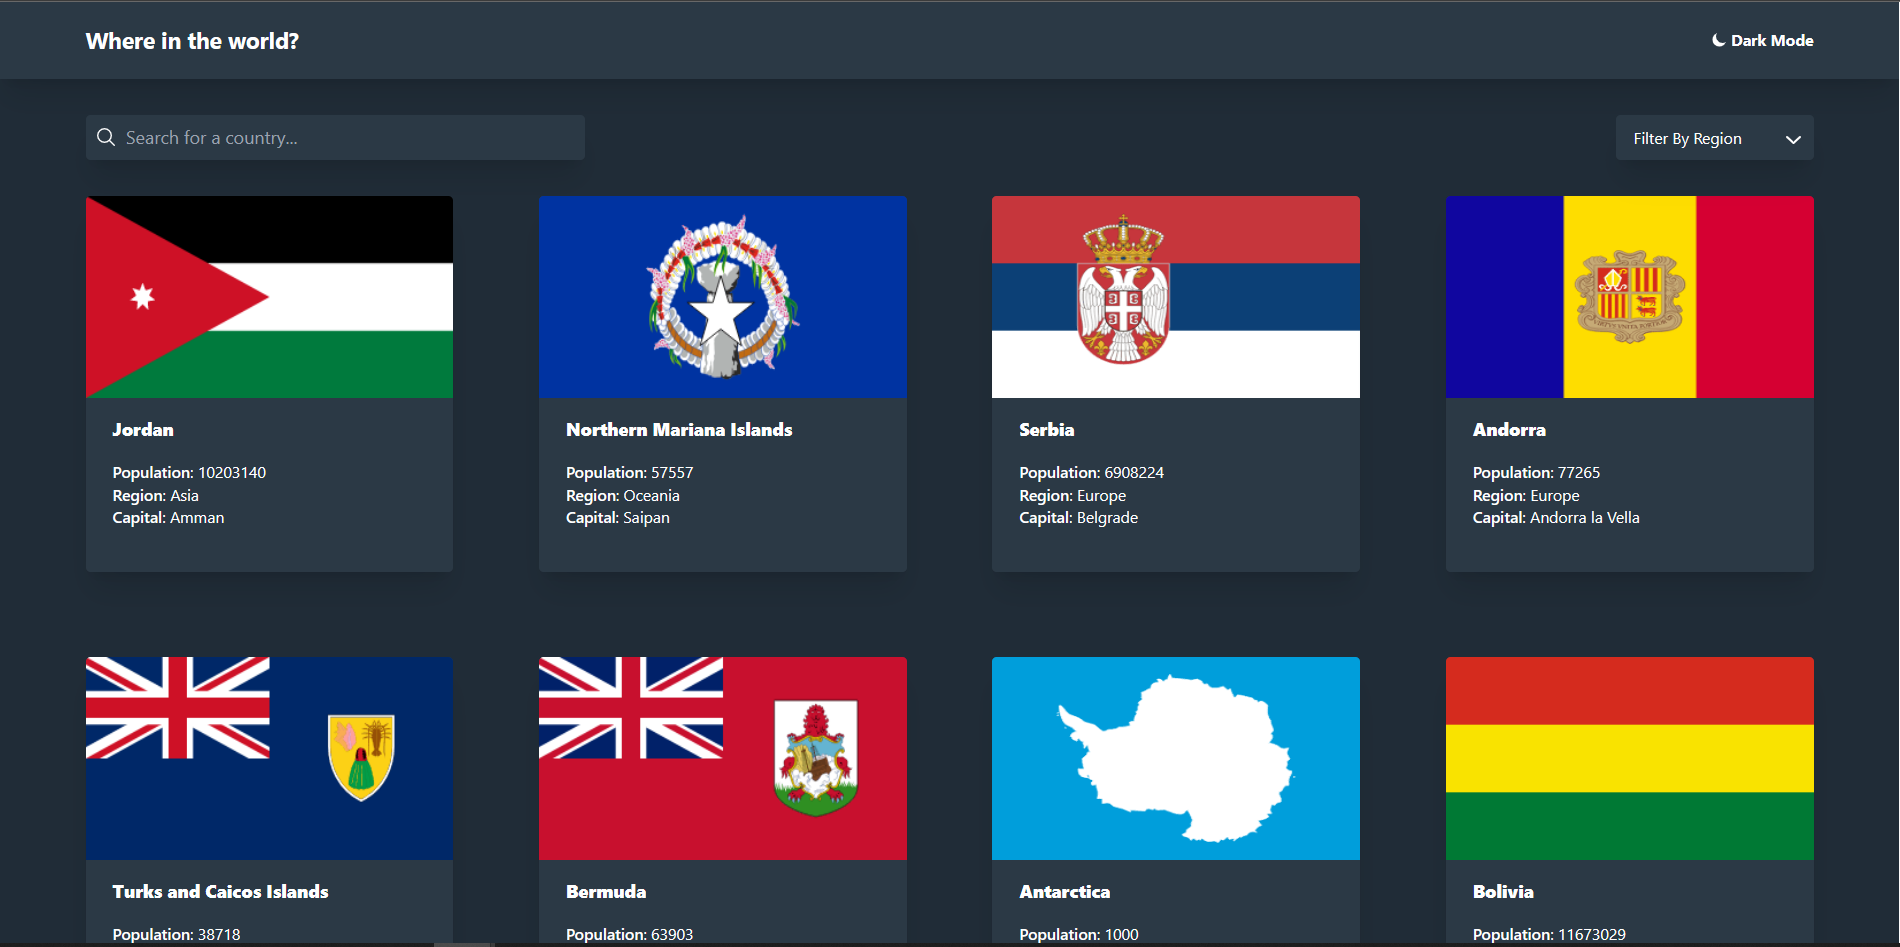 Where in the world?
Dark Mode
Search for a country...
Filter By Region
Jordan
Population: 10203140
Region: Asia
Capital: Amman
Northern Mariana Islands
Population: 57557
Region: Oceania
Capital: Saipan
Serbia
Population: 6908224
Region: Europe
Capital: Belgrade
Andorra
Population: 77265
Region: Europe
Capital: Andorra la Vella
Turks and Caicos Islands
Population: 38718
Bermuda
Population: 63903
Antarctica
Population: 1000
Bolivia
Population: 11673029